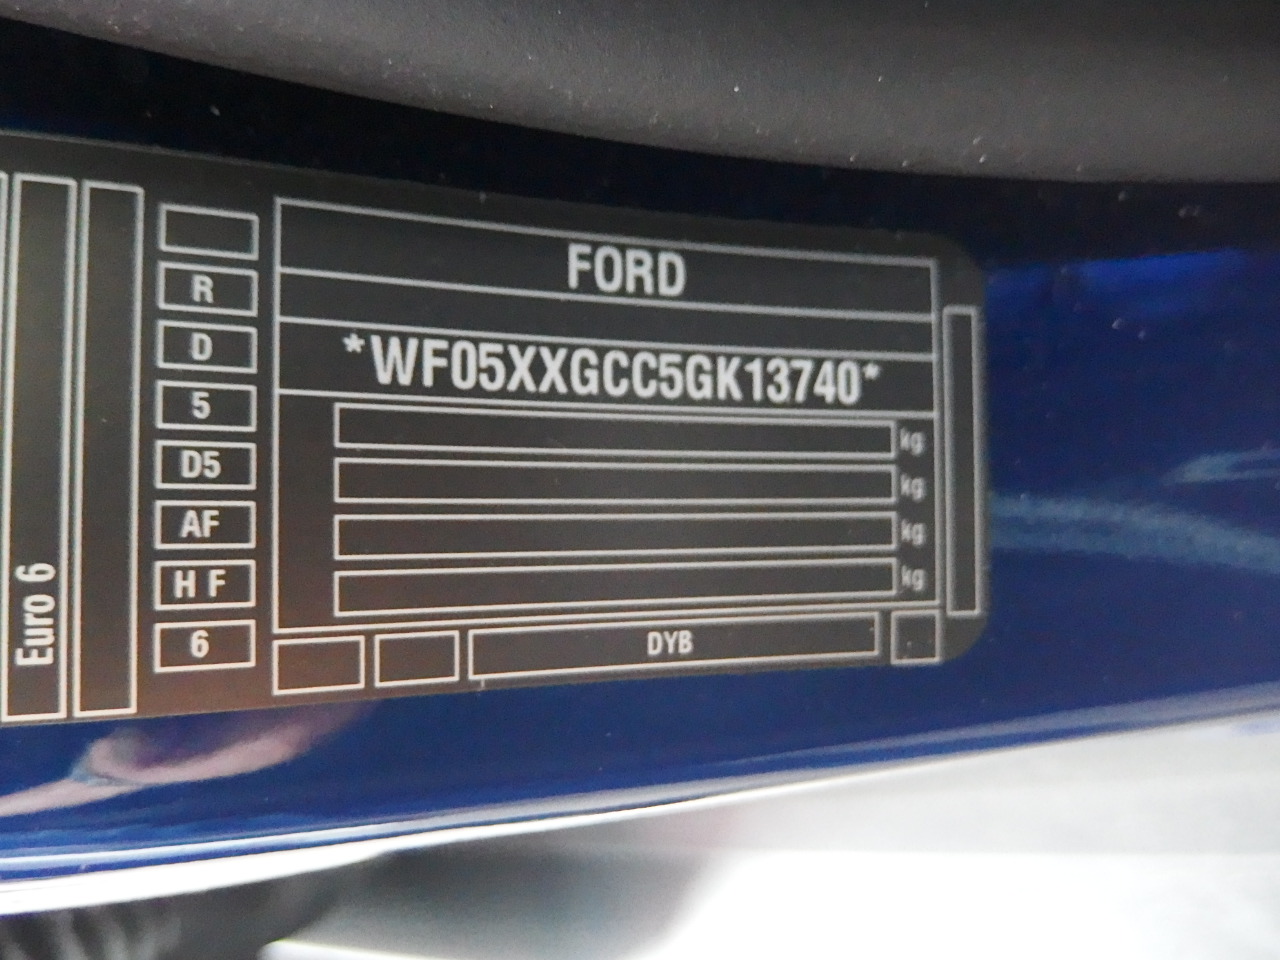 FORD
*WF05XXGCC5GK13740*
kg
kg
kg
kg
DYB
R
D
5
D5
AF
H F
6
Euro 6